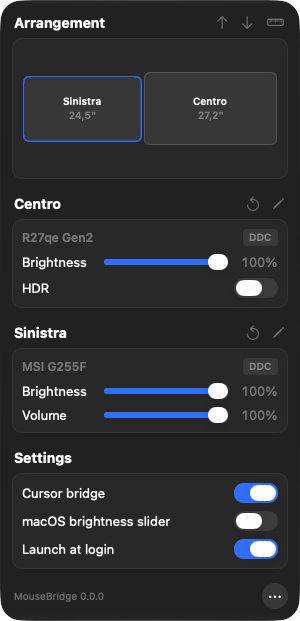 Arrangement
Sinistra
24,5"
Centro
27,2"
Centro
R27qe Gen2 DDC
Brightness 100%
HDR
Sinistra
MSI G255F DDC
Brightness 100%
Volume 100%
Settings
Cursor bridge
macOS brightness slider
Launch at login
MouseBridge 0.0.0